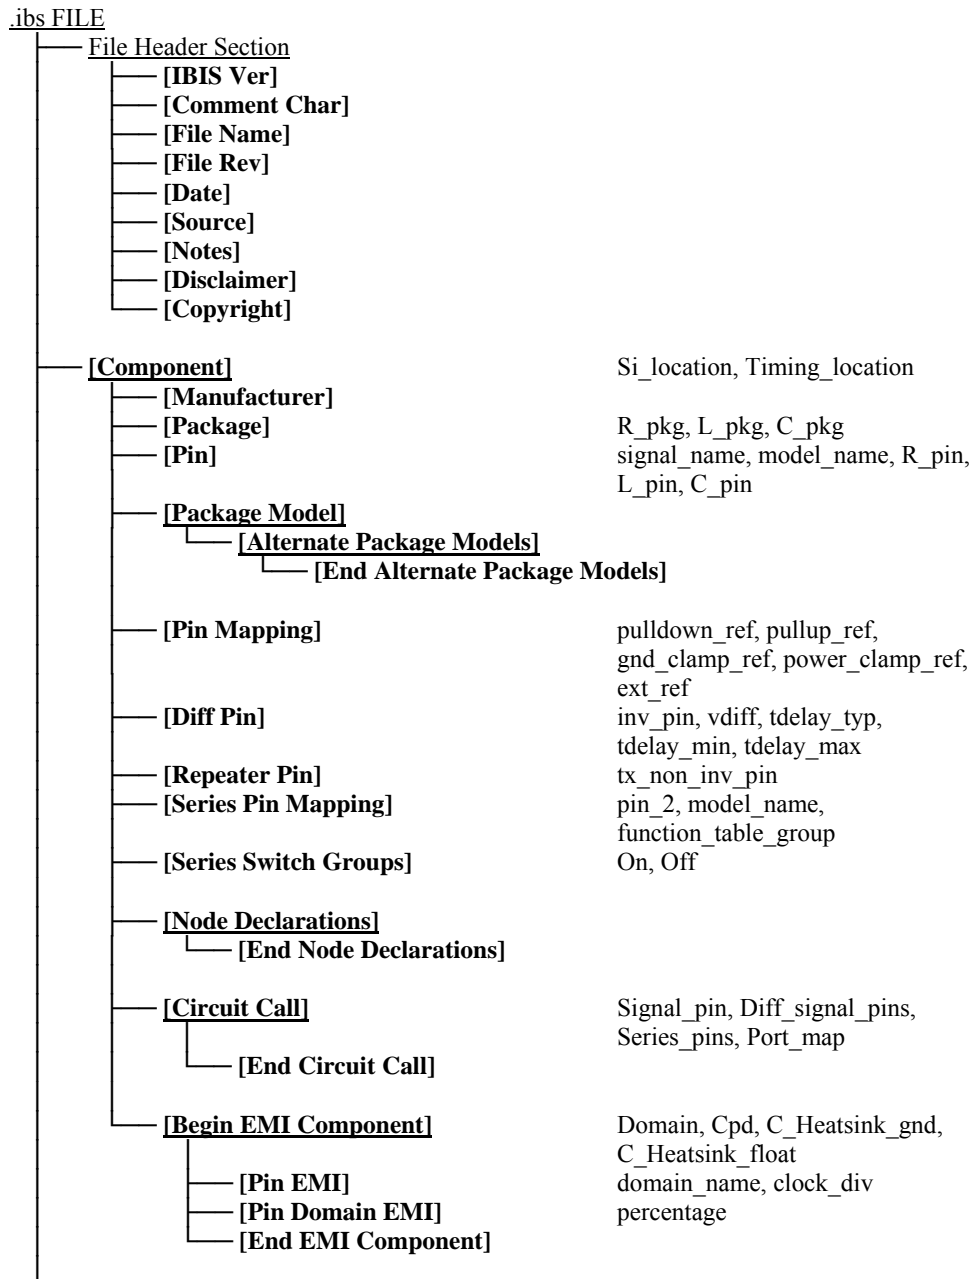 .ibs FILE
File Header Section
[IBIS Ver]
[Comment Char]
[File Name]
[File Rev]
[Date]
[Source]
[Notes]
[Disclaimer]
[Copyright]
[Component] Si_location, Timing_location
[Manufacturer]
[Package] R_pkg, L_pkg, C_pkg
[Pin] signal_name, model_name, R_pin,
L_pin, C_pin
[Package Model]
[Alternate Package Models]
[End Alternate Package Models]
[Pin Mapping] pulldown_ref, pullup_ref,
gnd_clamp_ref, power_clamp_ref,
ext_ref
[Diff Pin] inv_pin, vdiff, tdelay_typ,
tdelay_min, tdelay_max
[Repeater Pin] tx_non_inv_pin
[Series Pin Mapping] pin_2, model_name,
function_table_group
[Series Switch Groups] On, Off
[Node Declarations]
[End Node Declarations]
[Circuit Call] Signal_pin, Diff_signal_pins,
Series_pins, Port_map
[End Circuit Call]
[Begin EMI Component] Domain, Cpd, C_Heatsink_gnd,
C_Heatsink_float
[Pin EMI] domain_name, clock_div
[Pin Domain EMI] percentage
[End EMI Component]